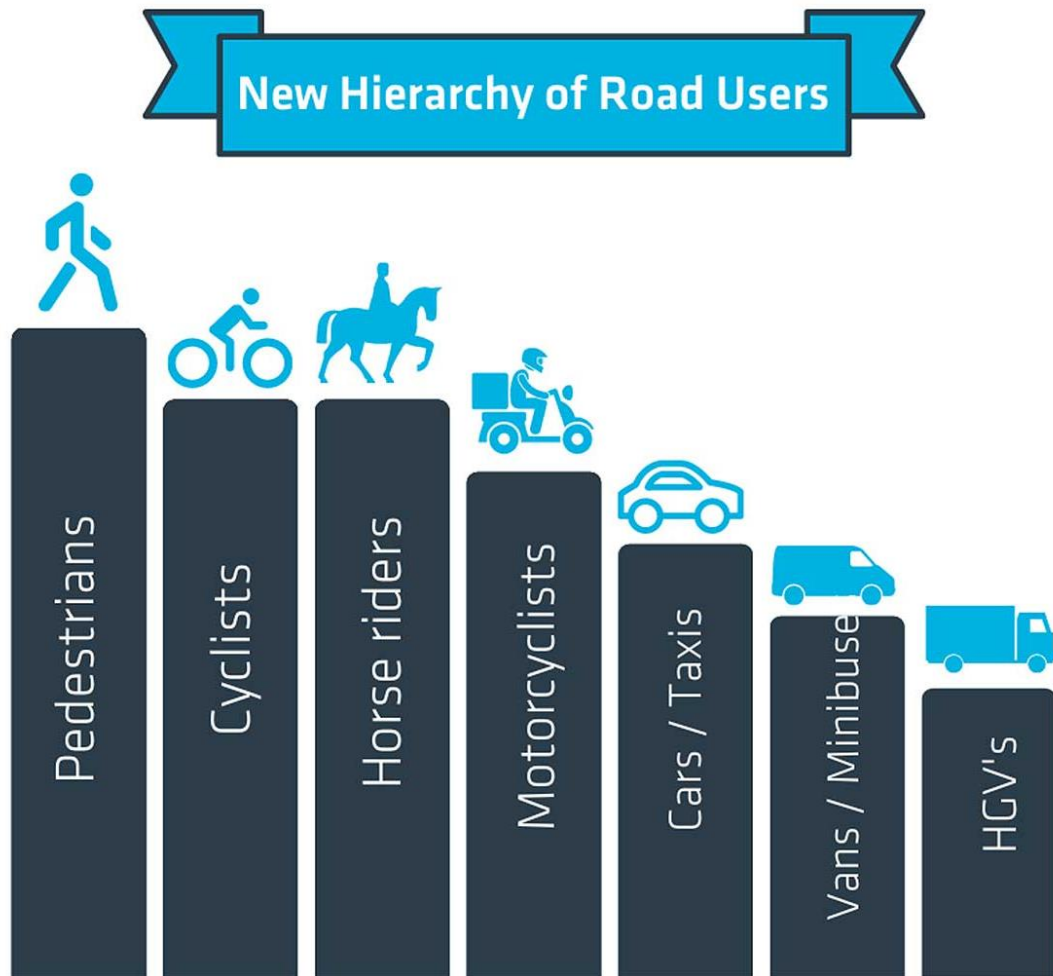 New Hierarchy of Road Users
Pedestrians
Cyclists
Horse riders
Motorcyclists
Cars / Taxis
Vans / Minibuse
HGV's